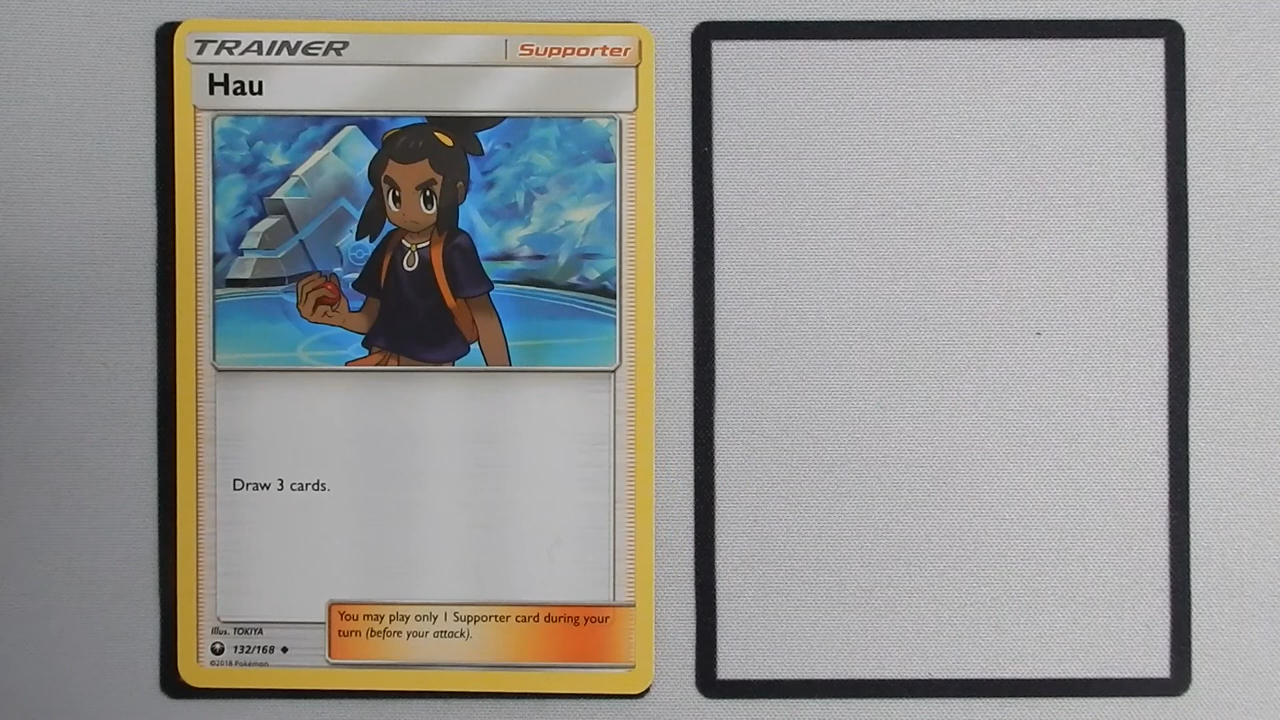 TRAINER
Supporter
Hau
Draw 3 cards.
You may play only 1 Supporter card during your
turn (before your attack).
Illus. TOKIYA
132/168
©2018 Pokémon